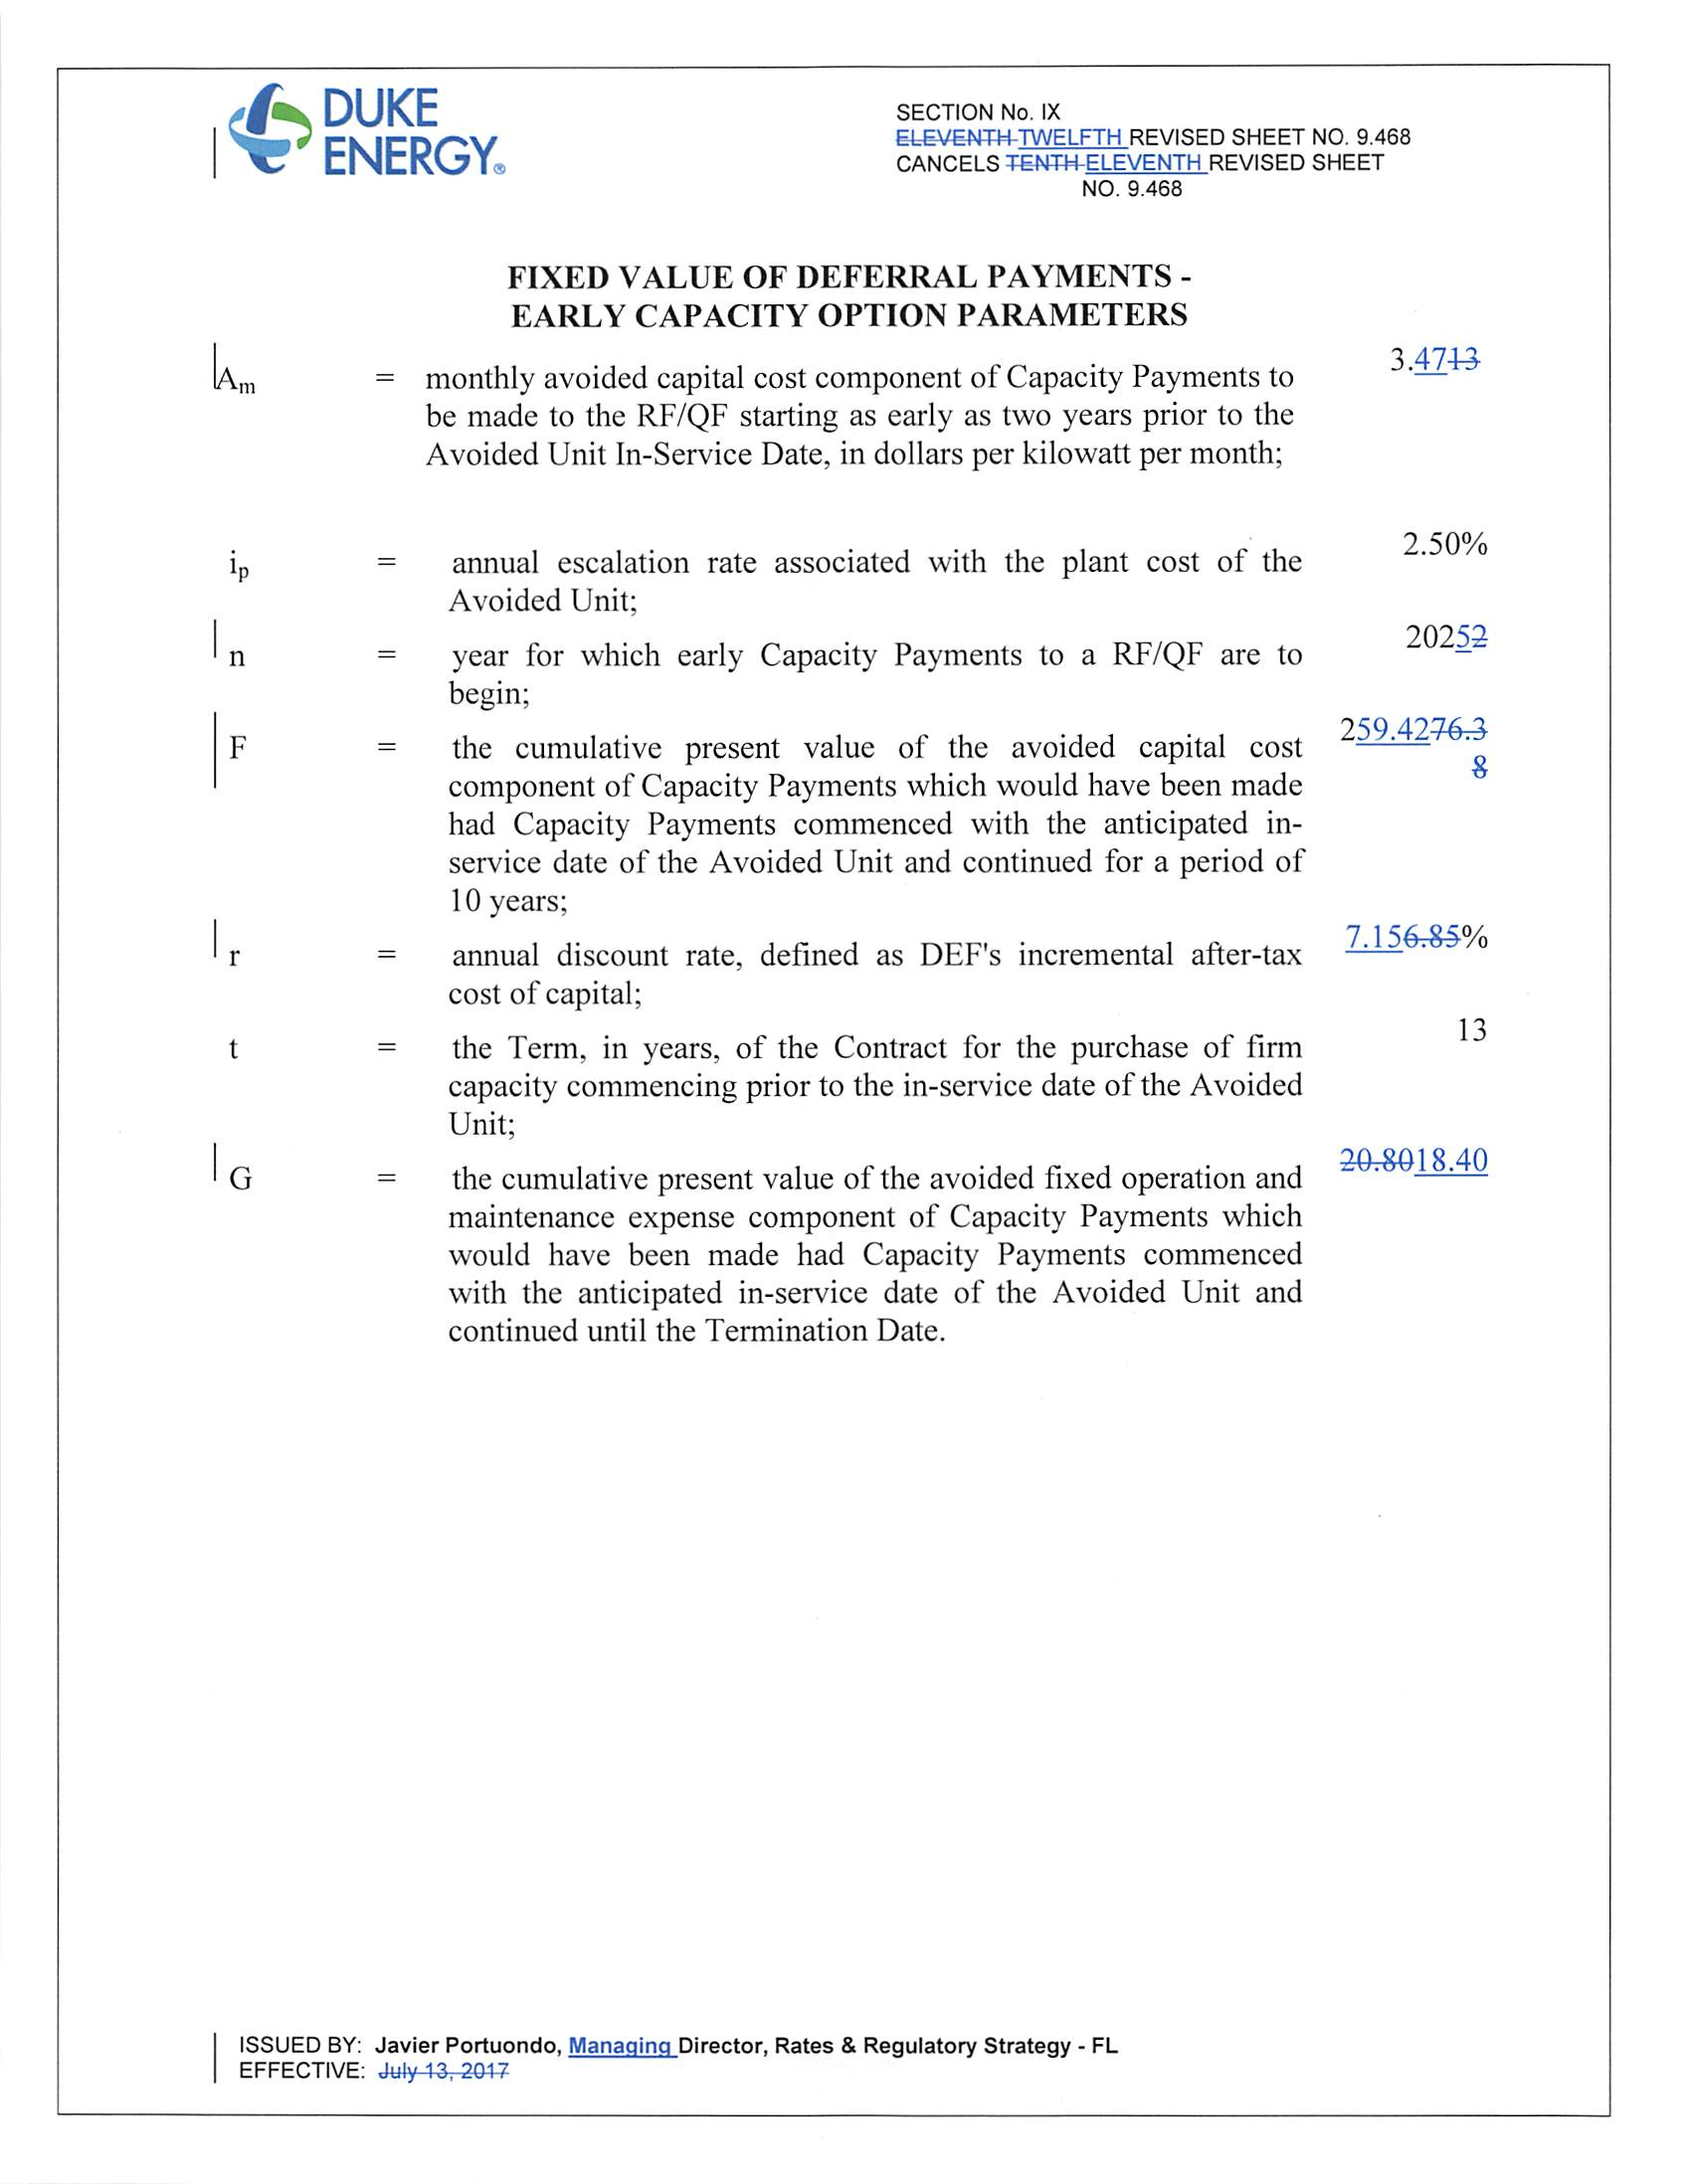 DUKE
ENERGY®
SECTION No. IX
ELEVENTH TWELFTH REVISED SHEET NO. 9.468
CANCELS TENTH ELEVENTH REVISED SHEET
NO. 9.468
FIXED VALUE OF DEFERRAL PAYMENTS -
EARLY CAPACITY OPTION PARAMETERS
Am = monthly avoided capital cost component of Capacity Payments to 3.4713
be made to the RF/QF starting as early as two years prior to the
Avoided Unit In-Service Date, in dollars per kilowatt per month;
ip = annual escalation rate associated with the plant cost of the 2.50%
Avoided Unit;
n = year for which early Capacity Payments to a RF/QF are to 20252
begin;
F = the cumulative present value of the avoided capital cost 259.4276.3
component of Capacity Payments which would have been made 8
had Capacity Payments commenced with the anticipated in-
service date of the Avoided Unit and continued for a period of
10 years;
r = annual discount rate, defined as DEF's incremental after-tax 7.156.85%
cost of capital;
t = the Term, in years, of the Contract for the purchase of firm 13
capacity commencing prior to the in-service date of the Avoided
Unit;
G = the cumulative present value of the avoided fixed operation and 20.8018.40
maintenance expense component of Capacity Payments which
would have been made had Capacity Payments commenced
with the anticipated in-service date of the Avoided Unit and
continued until the Termination Date.
ISSUED BY: Javier Portuondo, Managing Director, Rates & Regulatory Strategy - FL
EFFECTIVE: July 13, 2017